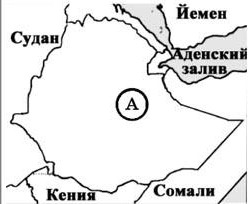 Йемен
Судан
Аденский
залив
А
Кения
Сомали